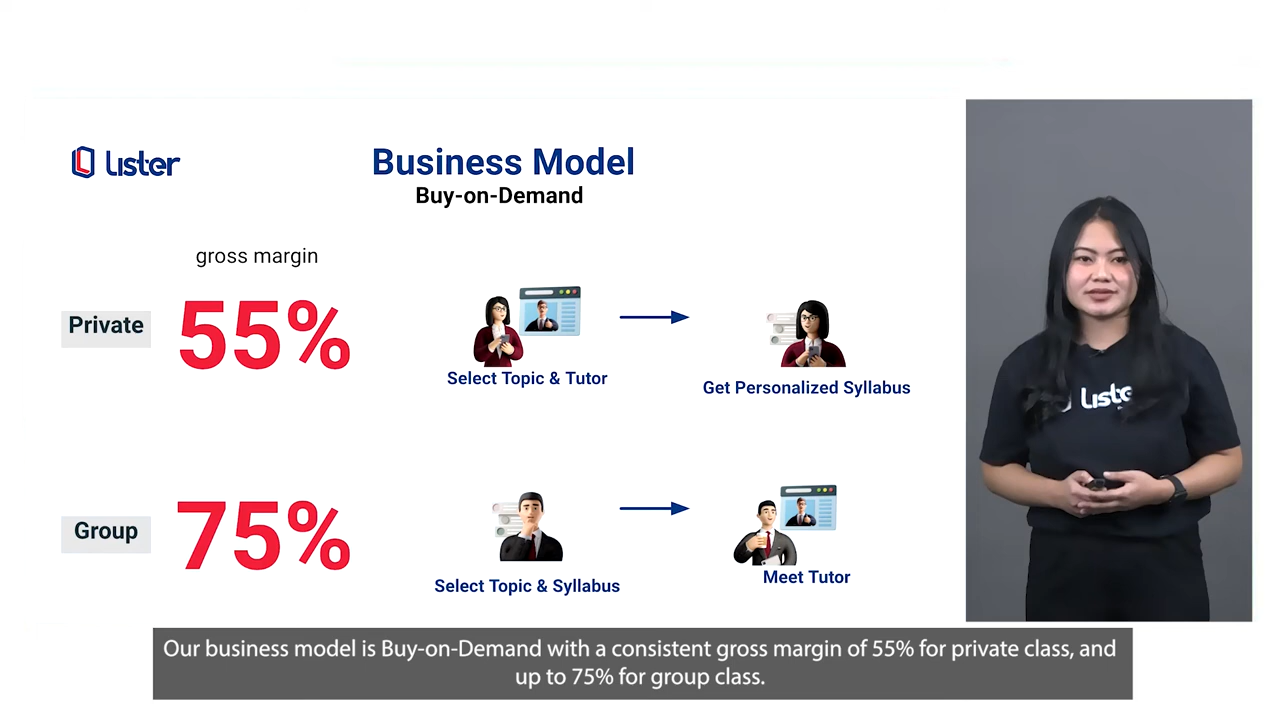 Lister
Business Model
Buy-on-Demand
gross margin
Private
55%
Select Topic & Tutor
Get Personalized Syllabus
Group
75%
Select Topic & Syllabus
Meet Tutor
Liste
Our business model is Buy-on-Demand with a consistent gross margin of 55% for private class, and
up to 75% for group class.